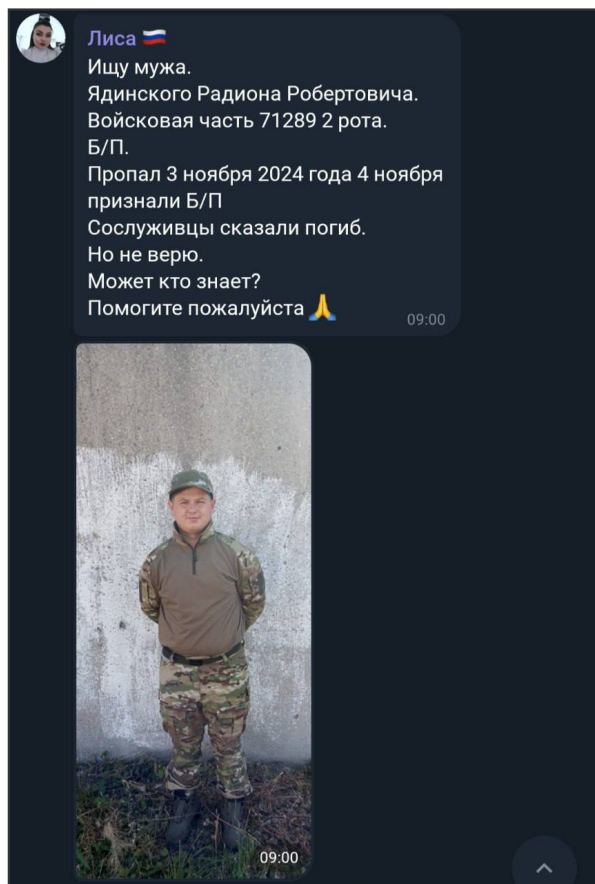 Лиса
Ищу мужа.
Ядинского Радиона Робертовича.
Войсковая часть 71289 2 рота.
Б/П.
Пропал 3 ноября 2024 года 4 ноября
признали Б/П
Сослуживцы сказали погиб.
Но не верю.
Может кто знает?
Помогите пожалуйста
09:00
09:00